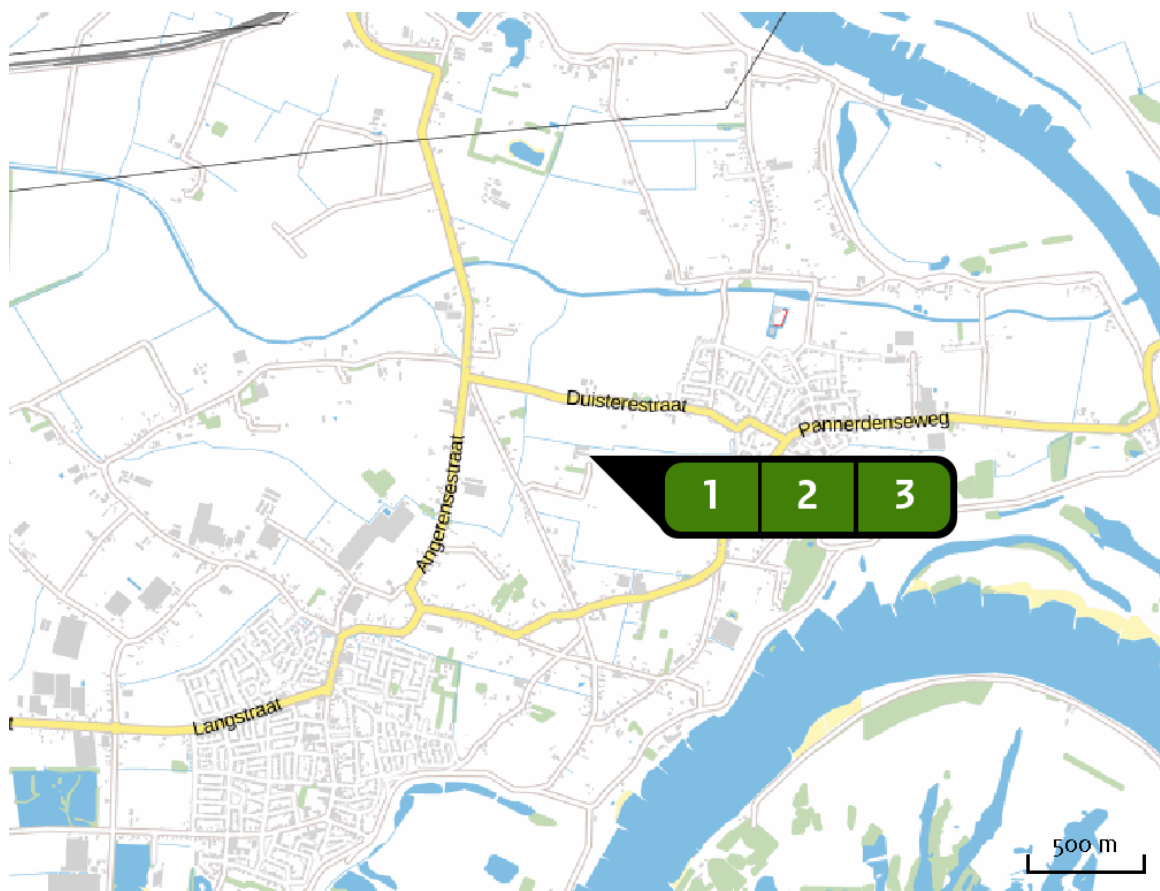 Duisterestraat
Pannerdenseweg
Angerensestraat
1 2 3
Langstraat
500 m